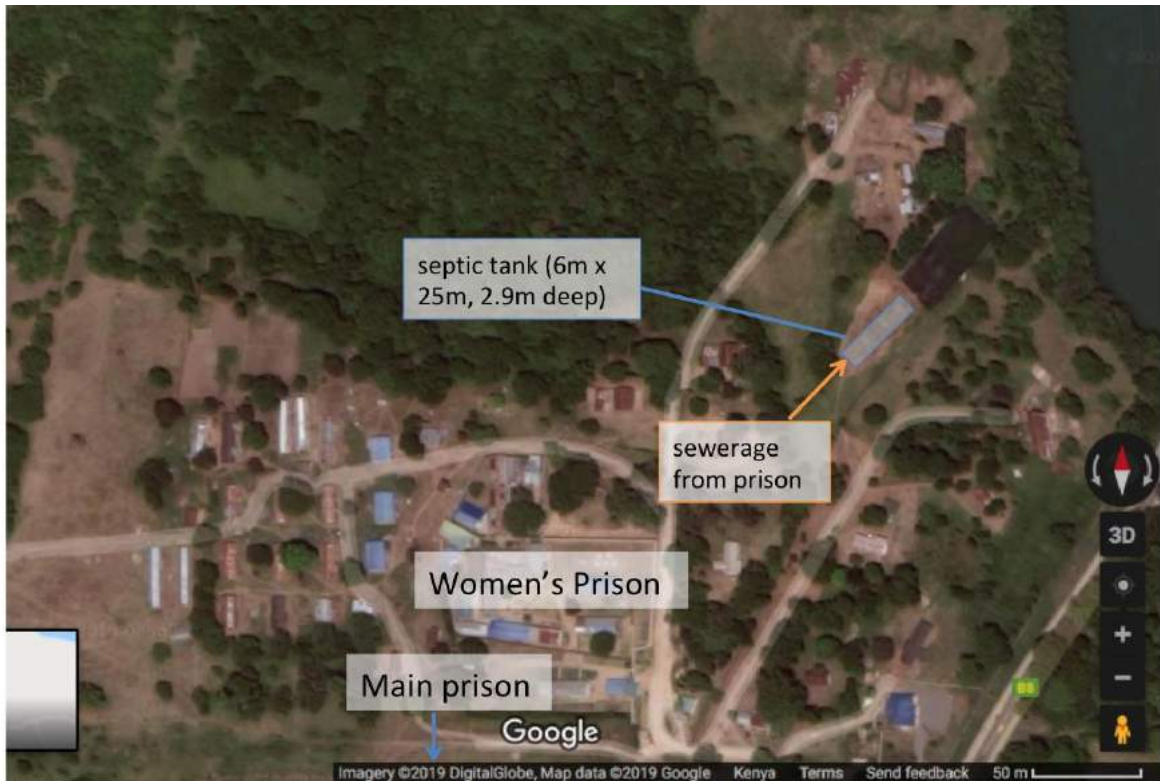 septic tank (6m x
25m, 2.9m deep)
sewerage
from prison
3D
Women's Prison
Main prison
B8
Google
Imagery ©2019 DigitalGlobe, Map data ©2019 Google Kenya Terms Send feedback 50 m